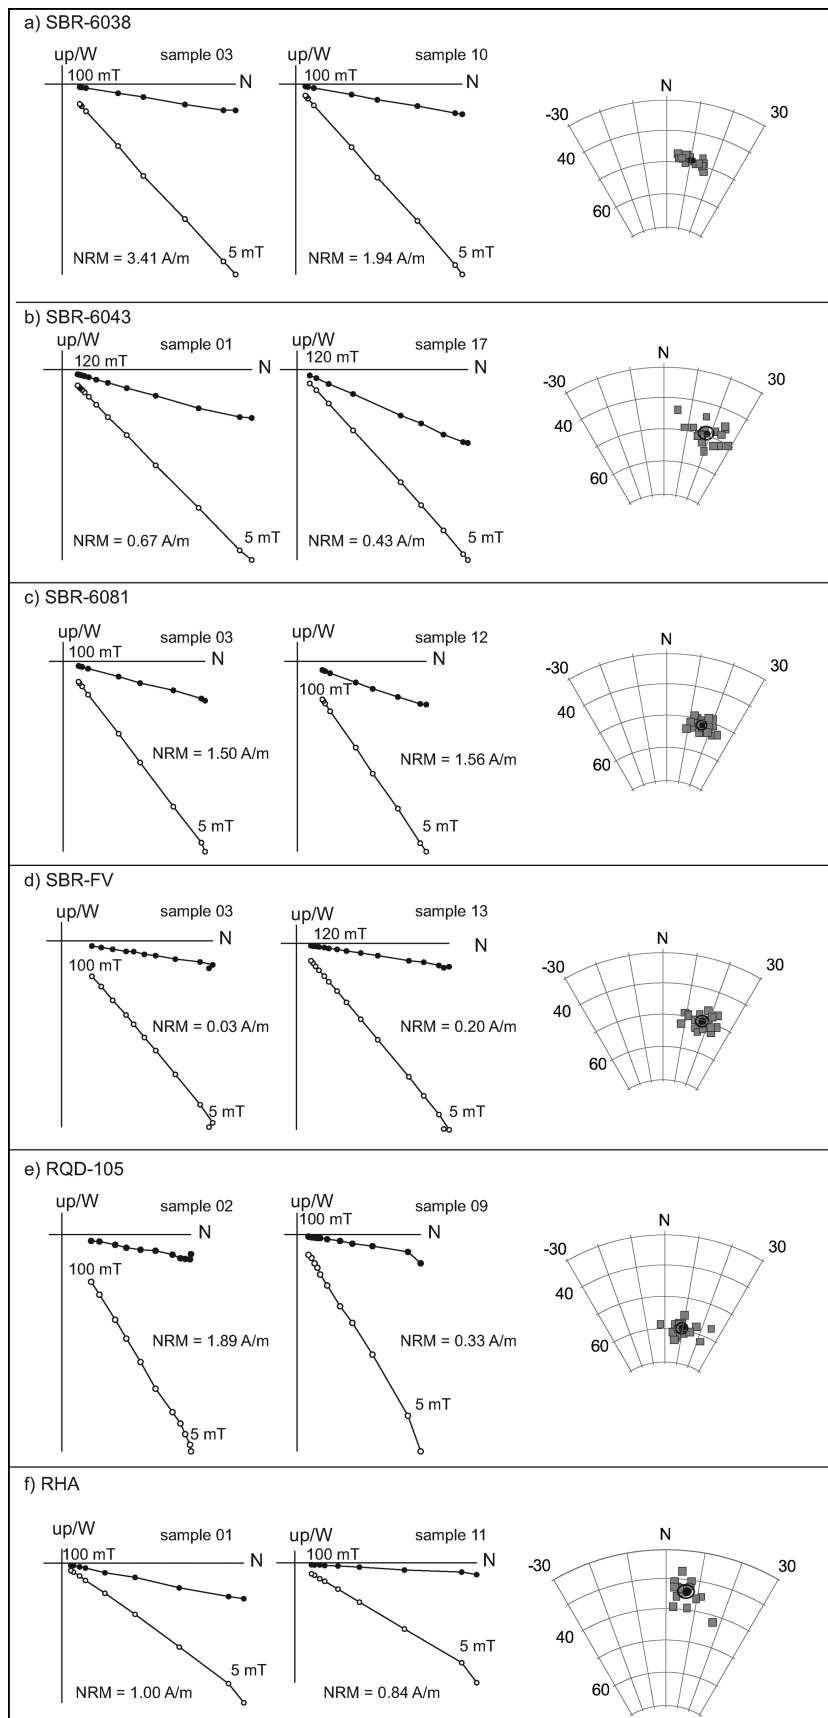 a) SBR-6038
up/W
sample 03
100 mT
N
NRM = 3.41 A/m
5 mT
up/W
sample 10
100 mT
N
NRM = 1.94 A/m
5 mT
N
-30
30
40
60
b) SBR-6043
up/W
sample 01
120 mT
N
NRM = 0.67 A/m
5 mT
up/W
sample 17
120 mT
N
NRM = 0.43 A/m
5 mT
N
-30
30
40
60
c) SBR-6081
up/W
sample 03
100 mT
N
NRM = 1.50 A/m
5 mT
up/W
sample 12
N
100 mT
NRM = 1.56 A/m
5 mT
N
-30
30
40
60
d) SBR-FV
up/W
sample 03
N
100 mT
NRM = 0.03 A/m
5 mT
up/W
sample 13
120 mT
N
NRM = 0.20 A/m
5 mT
N
-30
30
40
60
e) RQD-105
up/W
sample 02
N
100 mT
NRM = 1.89 A/m
5 mT
up/W
sample 09
100 mT
N
NRM = 0.33 A/m
5 mT
N
-30
30
40
60
f) RHA
up/W
sample 01
100 mT
N
5 mT
NRM = 1.00 A/m
up/W
sample 11
100 mT
N
5 mT
NRM = 0.84 A/m
N
-30
30
40
60